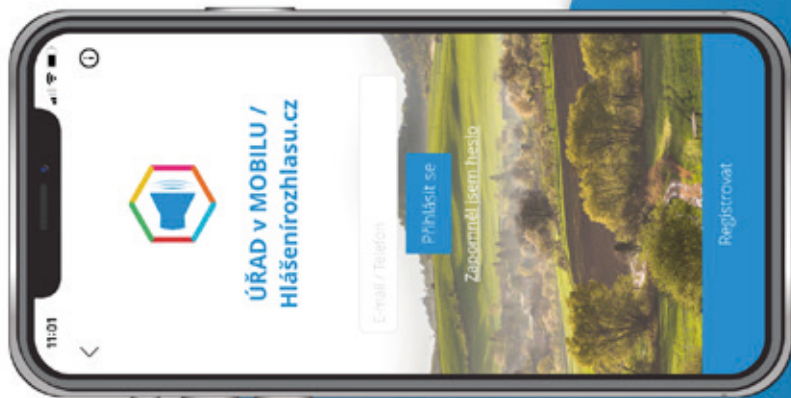 11:01
ÚŘAD v MOBILU /
Hlášenírozhlasu.cz
E-mail / Telefon
Přihlásit se
Zapomněl jsem heslo
Registrovat